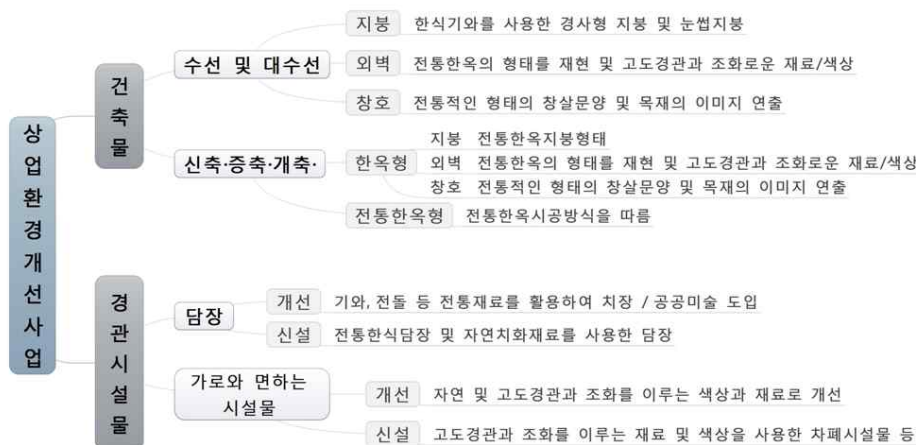 상업환경개선사업
건축물
수선 및 대수선
지붕 한식기와를 사용한 경사형 지붕 및 눈썹지붕
외벽 전통한옥의 형태를 재현 및 고도경관과 조화로운 재료/색상
창호 전통적인 형태의 창살문양 및 목재의 이미지 연출
신축·증축·개축·
한옥형
지붕 전통한옥지붕형태
외벽 전통한옥의 형태를 재현 및 고도경관과 조화로운 재료/색상
창호 전통적인 형태의 창살문양 및 목재의 이미지 연출
전통한옥형 전통한옥시공방식을 따름
경관시설물
담장
개선 기와, 전돌 등 전통재료를 활용하여 치장 / 공공미술 도입
신설 전통한식담장 및 자연치화재료를 사용한 담장
가로와 면하는
시설물
개선 자연 및 고도경관과 조화를 이루는 색상과 재료로 개선
신설 고도경관과 조화를 이루는 재료 및 색상을 사용한 차폐시설물 등